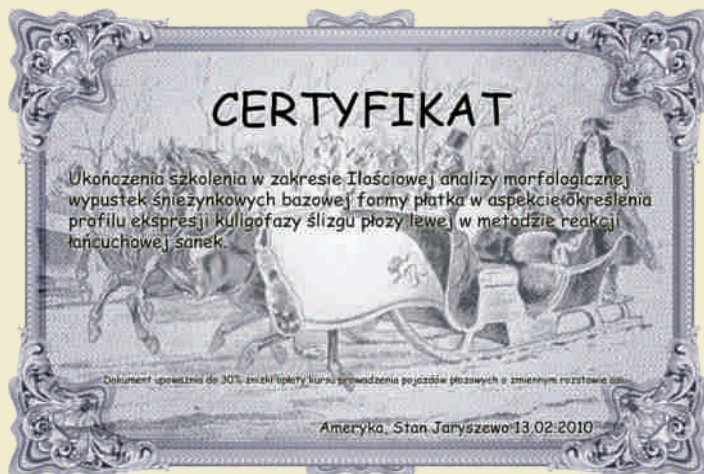 CERTYFIKAT
Ukończenia szkolenia w zakresie Ilościowej analizy morfologicznej
wypustek śnieżynkowych bazowej formy płatka w aspekcie określenia
profilu ekspresji kuligofazy ślizgu płozy lewej w metodzie reakcji
łańcuchowej sanek.
Dokument upoważnia do 30% zniżki opłaty kursu prowadzenia pojazdów płozowych o zmiennym rozstawie osi
Ameryka, Stan Jaryszewo 13.02.2010